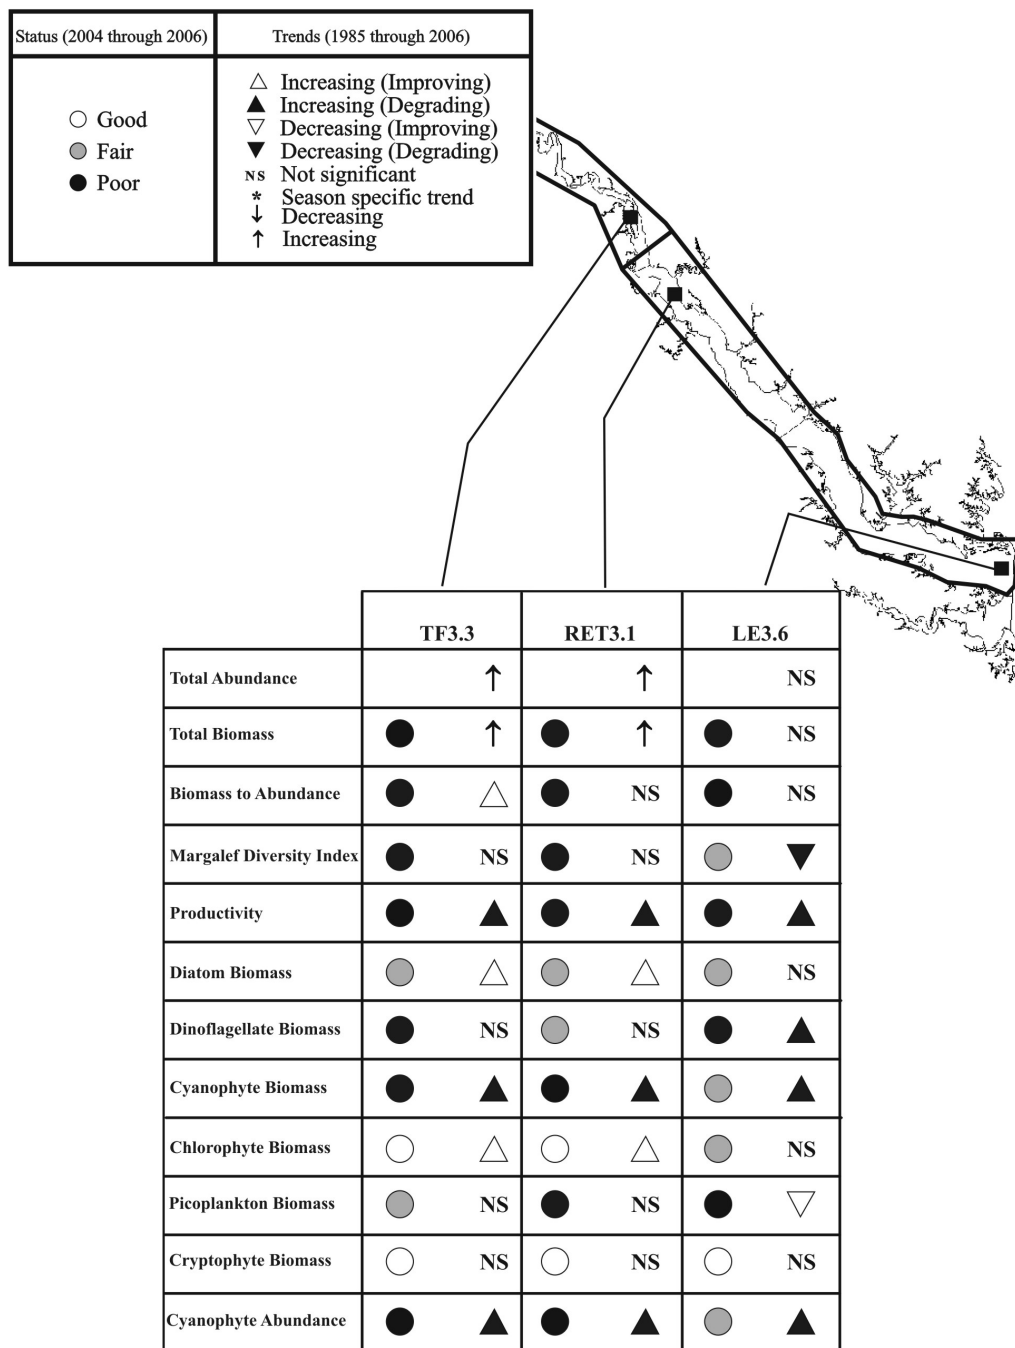 Status (2004 through 2006) Trends (1985 through 2006)
Good
Fair
Poor
Increasing (Improving)
Increasing (Degrading)
Decreasing (Improving)
Decreasing (Degrading)
NS Not significant
* Season specific trend
↓ Decreasing
↑ Increasing
TF3.3 RET3.1 LE3.6
Total Abundance ↑ ↑ NS
Total Biomass ↑ ↑ NS
Biomass to Abundance NS NS
Margalef Diversity Index NS NS
Productivity
Diatom Biomass NS
Dinoflagellate Biomass NS NS
Cyanophyte Biomass
Chlorophyte Biomass NS
Picoplankton Biomass NS NS
Cryptophyte Biomass NS NS NS
Cyanophyte Abundance